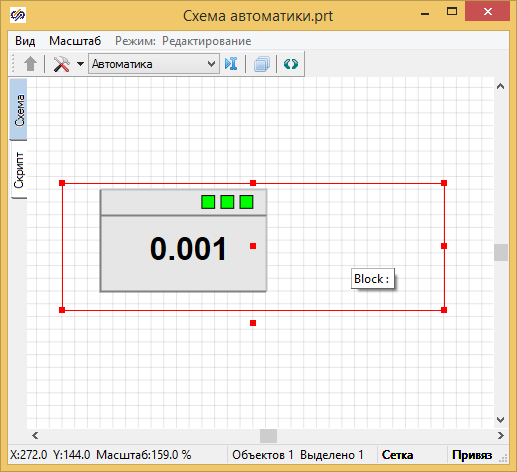 Схема автоматики.prt
Вид Масштаб Режим: Редактирование
Автоматика
Схема
Скрипт
0.001
Block :
X:272.0 Y:144.0 Масштаб:159.0 % Объектов 1 Выделено 1 Сетка Привяз